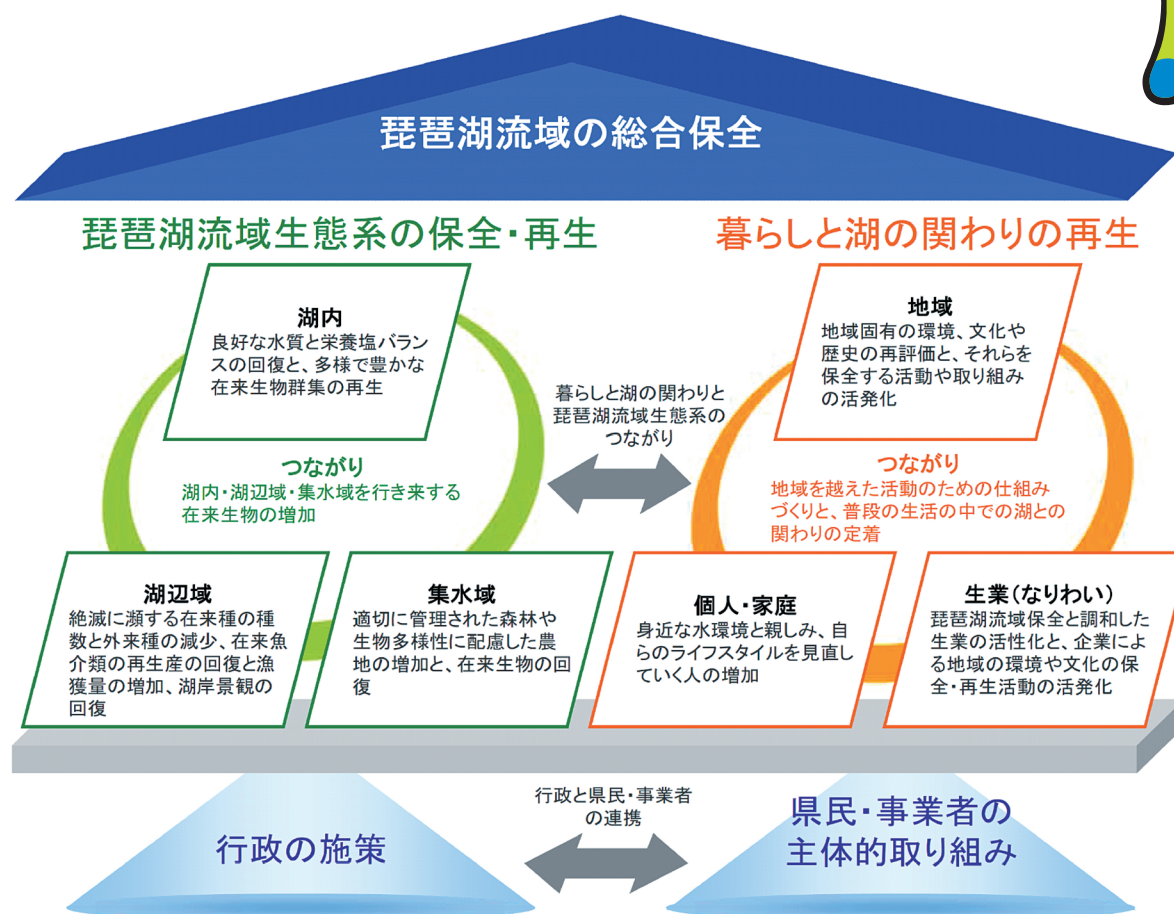 琵琶湖流域の総合保全
琵琶湖流域生態系の保全・再生
湖内
良好な水質と栄養塩バラン
スの回復と、多様で豊かな
在来生物群集の再生
つながり
湖内・湖辺域・集水域を行き来する
在来生物の増加
湖辺域
絶滅に瀕する在来種の種
数と外来種の減少、在来魚
介類の再生産の回復と漁
獲量の増加、湖岸景観の
回復
集水域
適切に管理された森林や
生物多様性に配慮した農
地の増加と、在来生物の回
復
暮らしと湖の関わりと
琵琶湖流域生態系の
つながり
暮らしと湖の関わりの再生
地域
地域固有の環境、文化や
歴史の再評価と、それらを
保全する活動や取り組み
の活発化
つながり
地域を越えた活動のための仕組み
づくりと、普段の生活の中での湖との
関わりの定着
個人・家庭
身近な水環境と親しみ、自
らのライフスタイルを見直し
ていく人の増加
生業(なりわい)
琵琶湖流域保全と調和した
生業の活性化と、企業によ
る地域の環境や文化の保
全・再生活動の活発化
行政の施策
行政と県民・事業者
の連携
県民・事業者の
主体的取り組み